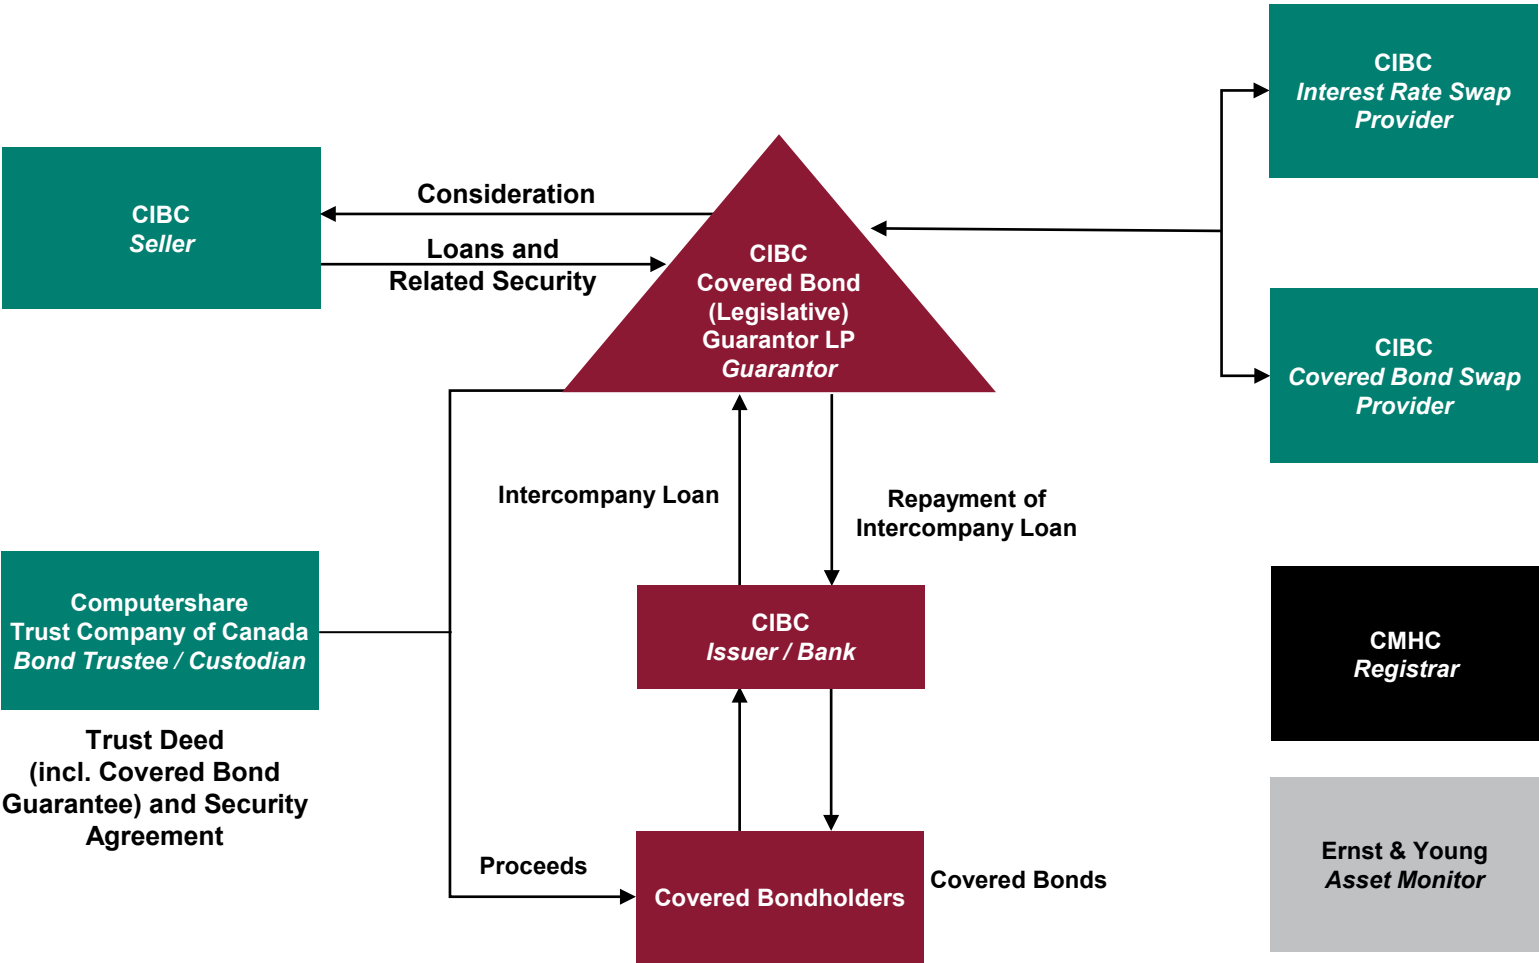 CIBC
Interest Rate Swap
Provider
CIBC
Seller
Consideration
Loans and
Related Security
CIBC
Covered Bond
(Legislative)
Guarantor LP
Guarantor
CIBC
Covered Bond Swap
Provider
Intercompany Loan
Repayment of
Intercompany Loan
Computershare
Trust Company of Canada
Bond Trustee / Custodian
CIBC
Issuer / Bank
CMHC
Registrar
Trust Deed
(incl. Covered Bond
Guarantee) and Security
Agreement
Proceeds
Covered Bondholders
Covered Bonds
Ernst & Young
Asset Monitor